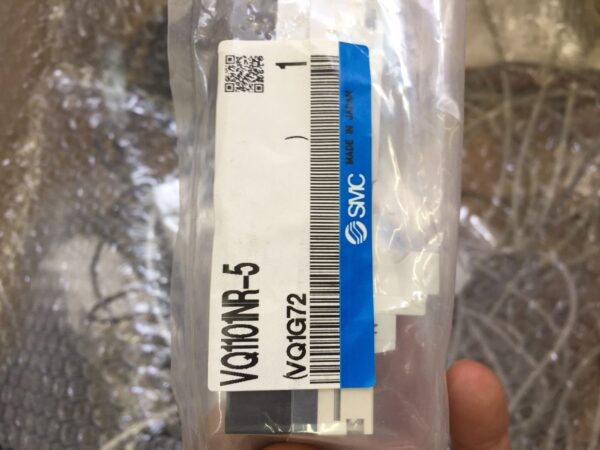 VQ1101NR-5 1
(VQ1G72 )
SMC MADE IN JAPAN